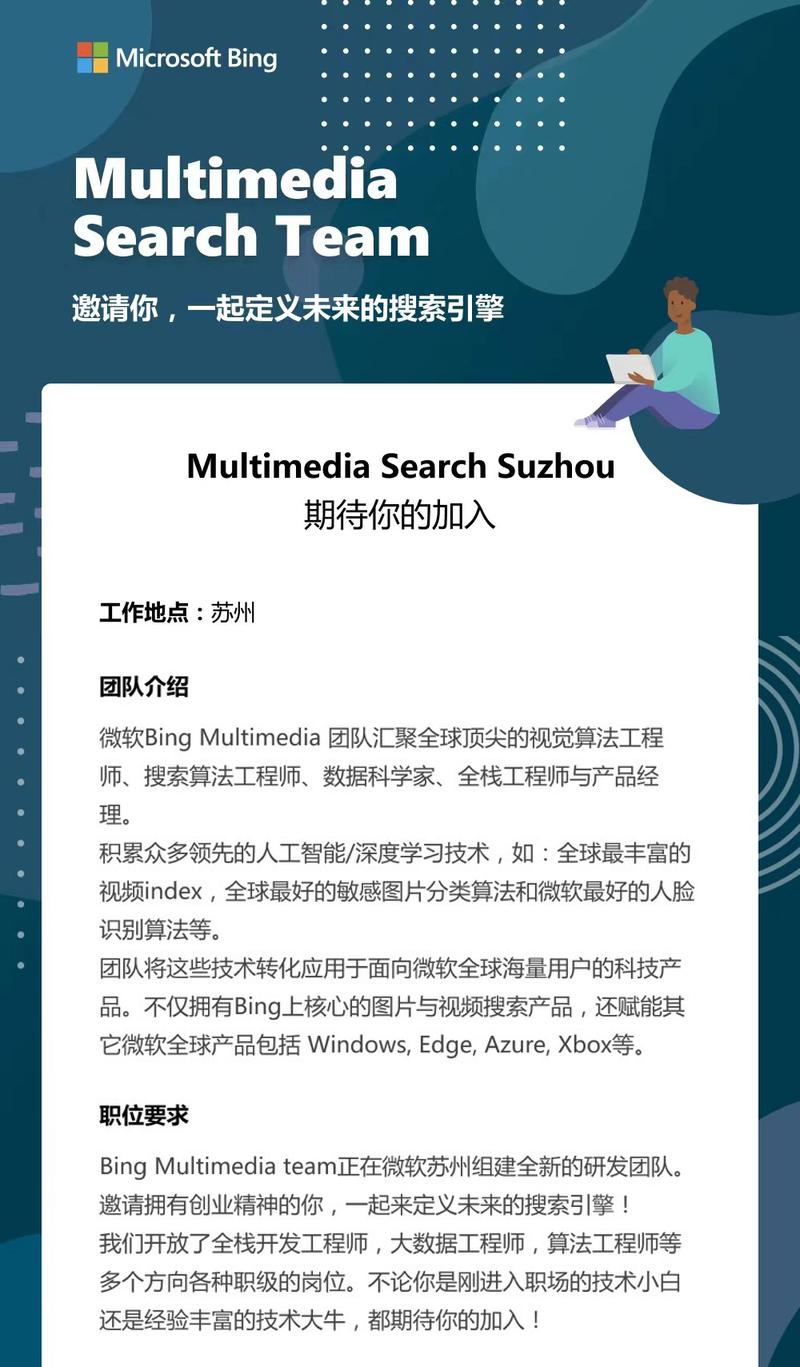 Microsoft Bing
Multimedia
Search Team
邀请你，一起定义未来的搜索引擎
Multimedia Search Suzhou
期待你的加入
工作地点：苏州
团队介绍
微软Bing Multimedia 团队汇聚全球顶尖的视觉算法工程
师、搜索算法工程师、数据科学家、全栈工程师与产品经
理。
积累众多领先的人工智能/深度学习技术，如：全球最丰富的
视频index，全球最好的敏感图片分类算法和微软最好的人脸
识别算法等。
团队将这些技术转化应用于面向微软全球海量用户的科技产
品。不仅拥有Bing上核心的图片与视频搜索产品，还赋能其
它微软全球产品包括 Windows, Edge, Azure, Xbox等。
职位要求
Bing Multimedia team正在微软苏州组建全新的研发团队。
邀请拥有创业精神的你，一起来定义未来的搜索引擎！
我们开放了全栈开发工程师，大数据工程师，算法工程师等
多个方向各种职级的岗位。不论你是刚进入职场的技术小白
还是经验丰富的技术大牛，都期待你的加入！